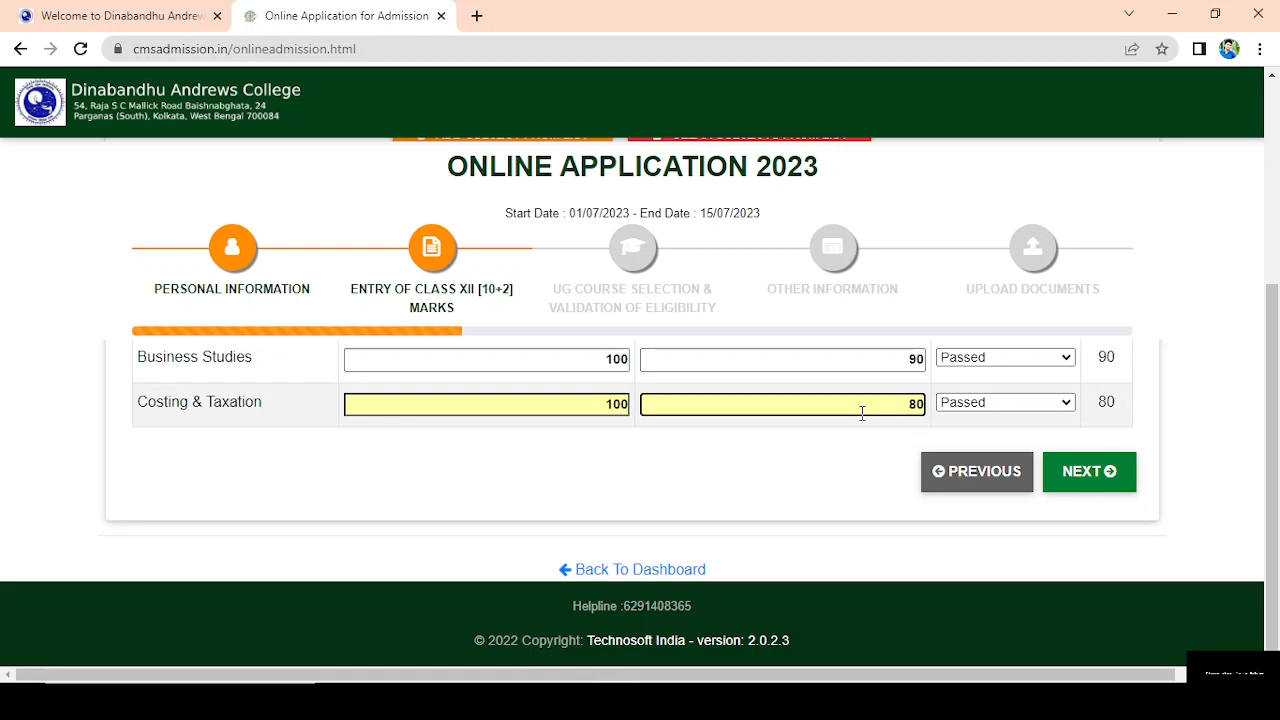 Welcome to Dinabandhu Andrew
Online Application for Admission
cmsadmission.in/onlineadmission.html
Dinabandhu Andrews College
54, Raja S C Mallick Road Baishnabghata, 24
Parganas (South), Kolkata, West Bengal 700084
ONLINE APPLICATION 2023
Start Date : 01/07/2023 - End Date : 15/07/2023
PERSONAL INFORMATION
ENTRY OF CLASS XII [10+2]
MARKS
UG COURSE SELECTION &
VALIDATION OF ELIGIBILITY
OTHER INFORMATION
UPLOAD DOCUMENTS
Business Studies 100 90 Passed 90
Costing & Taxation 100 80 Passed 80
PREVIOUS NEXT
Back To Dashboard
Helpline :6291408365
© 2022 Copyright: Technosoft India - version: 2.0.2.3